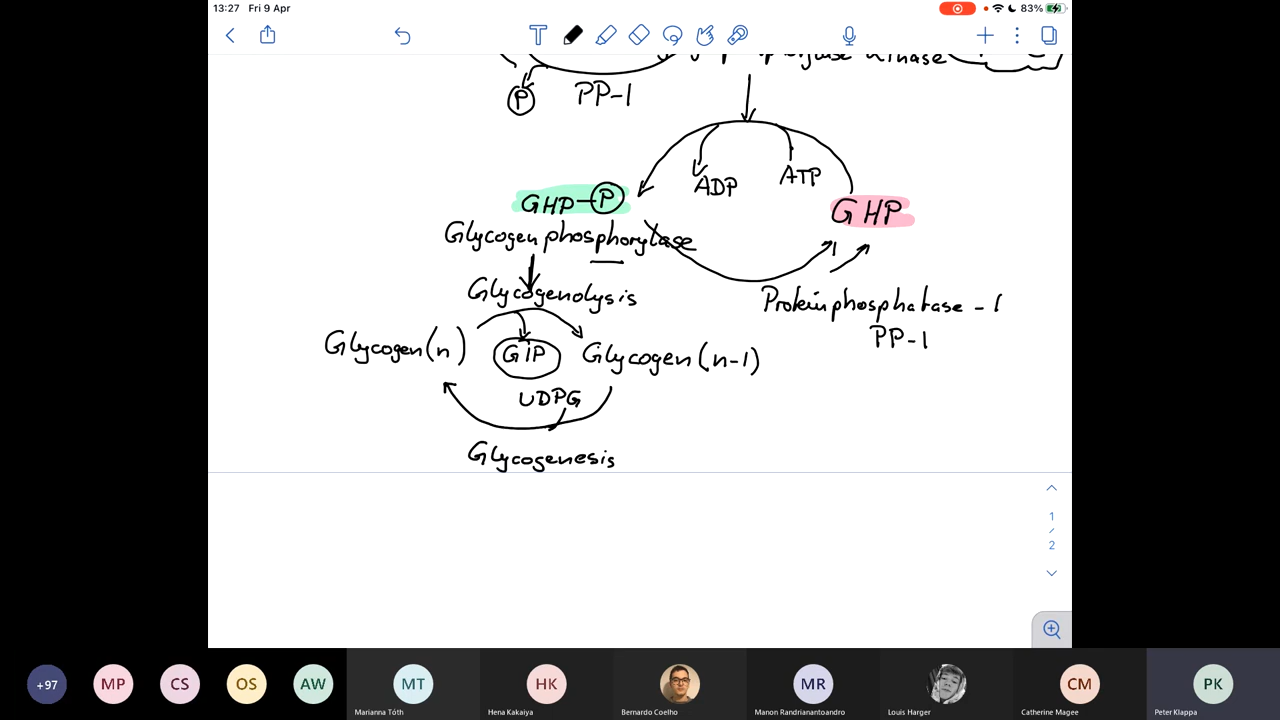 13:27 Fri 9 Apr
83%
Kinase
P
PP-1
ADP
ATP
GHP-P
GHP
Glycogen phosphorylase
Glycogenolysis
Proteinphosphatase-1
PP-1
Glycogen(n)
G1P
Glycogen(n-1)
UDPG
Glycogenesis
1
/
2
+97
MP
CS
OS
AW
MT
HK
MR
CM
PK
Marianna Tóth
Hena Kakaiya
Bernardo Coelho
Manon Randrianantoandro
Louis Harger
Catherine Magee
Peter Klappa